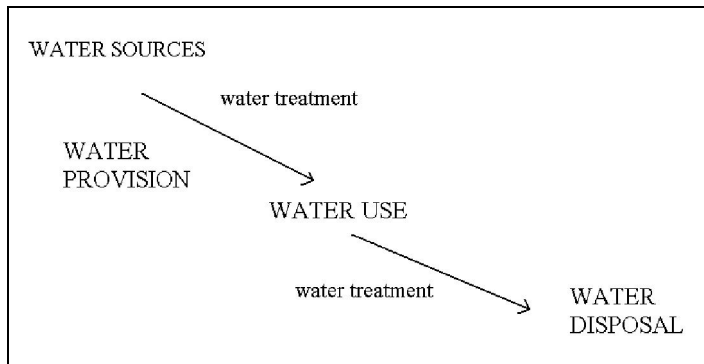 WATER SOURCES
water treatment
WATER
PROVISION
WATER USE
water treatment
WATER
DISPOSAL